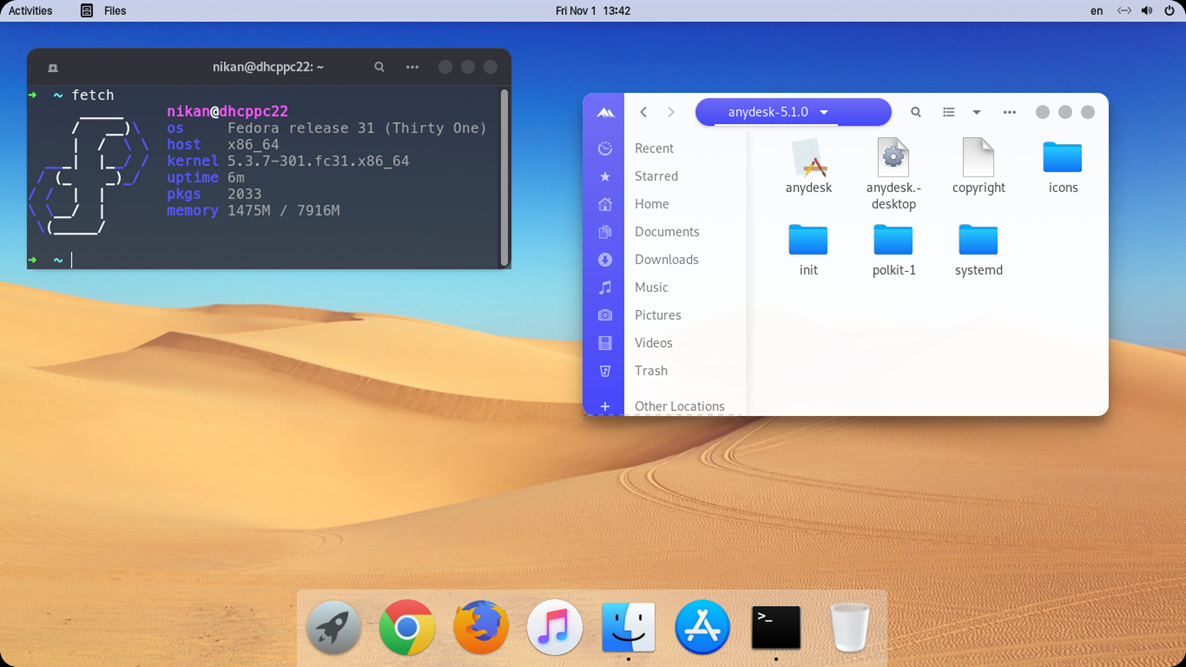 Activities
Files
Fri Nov 1 13:42
en
nikan@dhcppc22: ~
➜ ~ fetch
nikan@dhcppc22
os Fedora release 31 (Thirty One)
host x86_64
kernel 5.3.7-301.fc31.x86_64
uptime 6m
pkgs 2033
memory 1475M / 7916M
➜ ~
anydesk-5.1.0
Recent
Starred
Home
Documents
Downloads
Music
Pictures
Videos
Trash
Other Locations
anydesk
anydesk.-
desktop
copyright
icons
init
polkit-1
systemd
>_